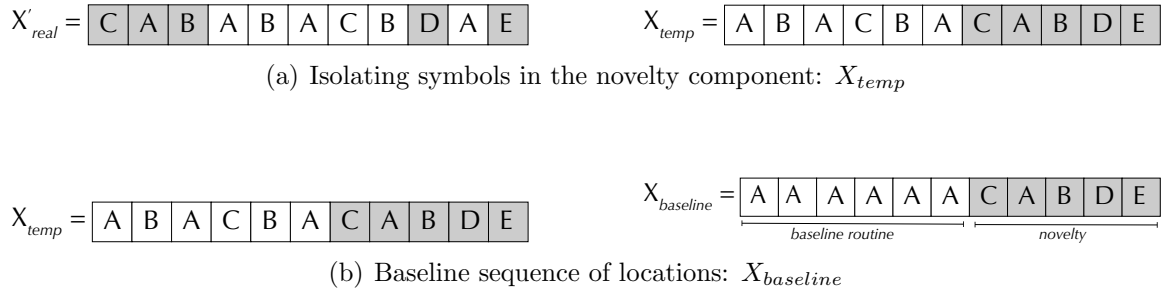 X'real = C A B A B A C B D A E
Xtemp = A B A C B A C A B D E
(a) Isolating symbols in the novelty component: Xtemp
Xtemp = A B A C B A C A B D E
Xbaseline = A A A A A A C A B D E
baseline routine novelty
(b) Baseline sequence of locations: Xbaseline